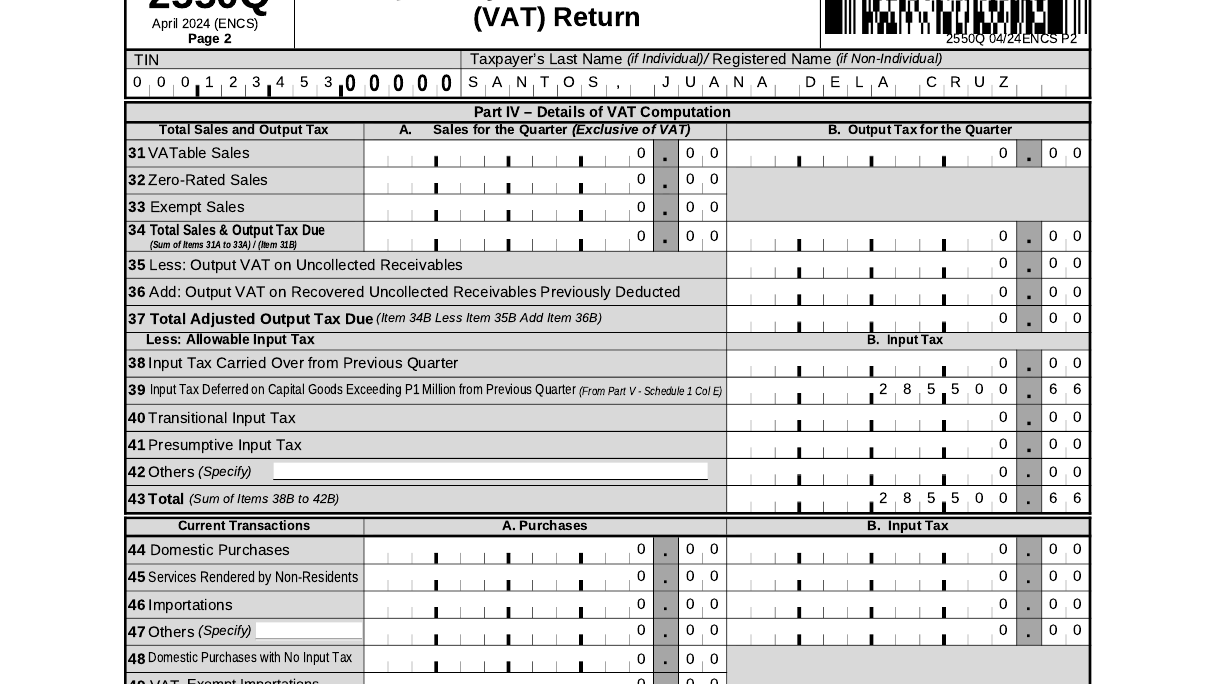 2550Q
April 2024 (ENCS)
Page 2
(VAT) Return
2550Q 04/24ENCS P2
TIN
Taxpayer's Last Name (if Individual)/ Registered Name (if Non-Individual)
0 0 0 1 2 3 4 5 3 0 0 0 0 0 S A N T O S , J U A N A D E L A C R U Z
Part IV – Details of VAT Computation
Total Sales and Output Tax A. Sales for the Quarter (Exclusive of VAT) B. Output Tax for the Quarter
31 VATable Sales 0 . 0 0 0 . 0 0
32 Zero-Rated Sales 0 . 0 0
33 Exempt Sales 0 . 0 0
34 Total Sales & Output Tax Due 0 . 0 0 0 . 0 0
(Sum of Items 31A to 33A) / (Item 31B)
35 Less: Output VAT on Uncollected Receivables 0 . 0 0
36 Add: Output VAT on Recovered Uncollected Receivables Previously Deducted 0 . 0 0
37 Total Adjusted Output Tax Due (Item 34B Less Item 35B Add Item 36B) 0 . 0 0
Less: Allowable Input Tax B. Input Tax
38 Input Tax Carried Over from Previous Quarter 0 . 0 0
39 Input Tax Deferred on Capital Goods Exceeding P1 Million from Previous Quarter (From Part V - Schedule 1 Col E) 2 8 5 5 0 0 . 6 6
40 Transitional Input Tax 0 . 0 0
41 Presumptive Input Tax 0 . 0 0
42 Others (Specify) 0 . 0 0
43 Total (Sum of Items 38B to 42B) 2 8 5 5 0 0 . 6 6
Current Transactions A. Purchases B. Input Tax
44 Domestic Purchases 0 . 0 0 0 . 0 0
45 Services Rendered by Non-Residents 0 . 0 0 0 . 0 0
46 Importations 0 . 0 0 0 . 0 0
47 Others (Specify) 0 . 0 0 0 . 0 0
48 Domestic Purchases with No Input Tax 0 . 0 0
49 VAT- Exempt Importations 0 0 0